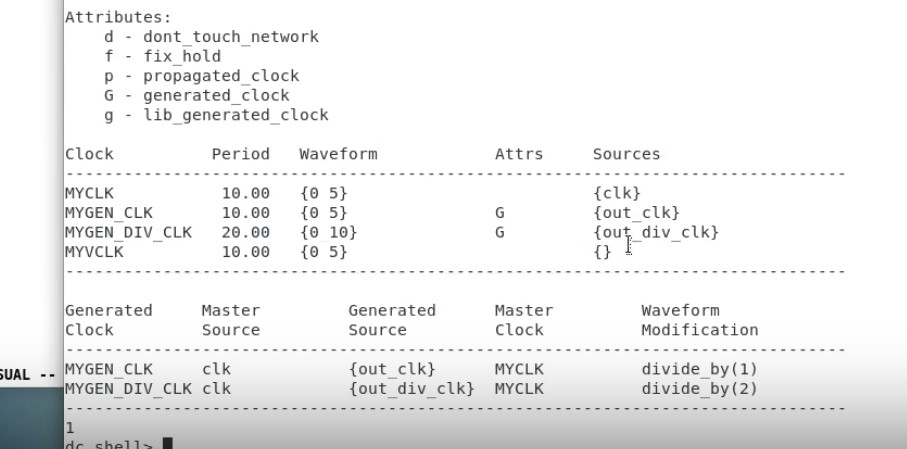 Attributes:
    d - dont_touch_network
    f - fix_hold
    p - propagated_clock
    G - generated_clock
    g - lib_generated_clock

Clock          Period   Waveform            Attrs     Sources
--------------------------------------------------------------------------------
MYCLK           10.00   {0 5}                         {clk}
MYGEN_CLK       10.00   {0 5}               G         {out_clk}
MYGEN_DIV_CLK   20.00   {0 10}              G         {out_div_clk}
MYVCLK          10.00   {0 5}                         {}
--------------------------------------------------------------------------------

Generated     Master         Generated      Master         Waveform
Clock         Source         Source         Clock          Modification
--------------------------------------------------------------------------------
MYGEN_CLK     clk            {out_clk}      MYCLK          divide_by(1)
MYGEN_DIV_CLK clk            {out_div_clk}  MYCLK          divide_by(2)
--------------------------------------------------------------------------------
SUAL --
1
dc_shell>